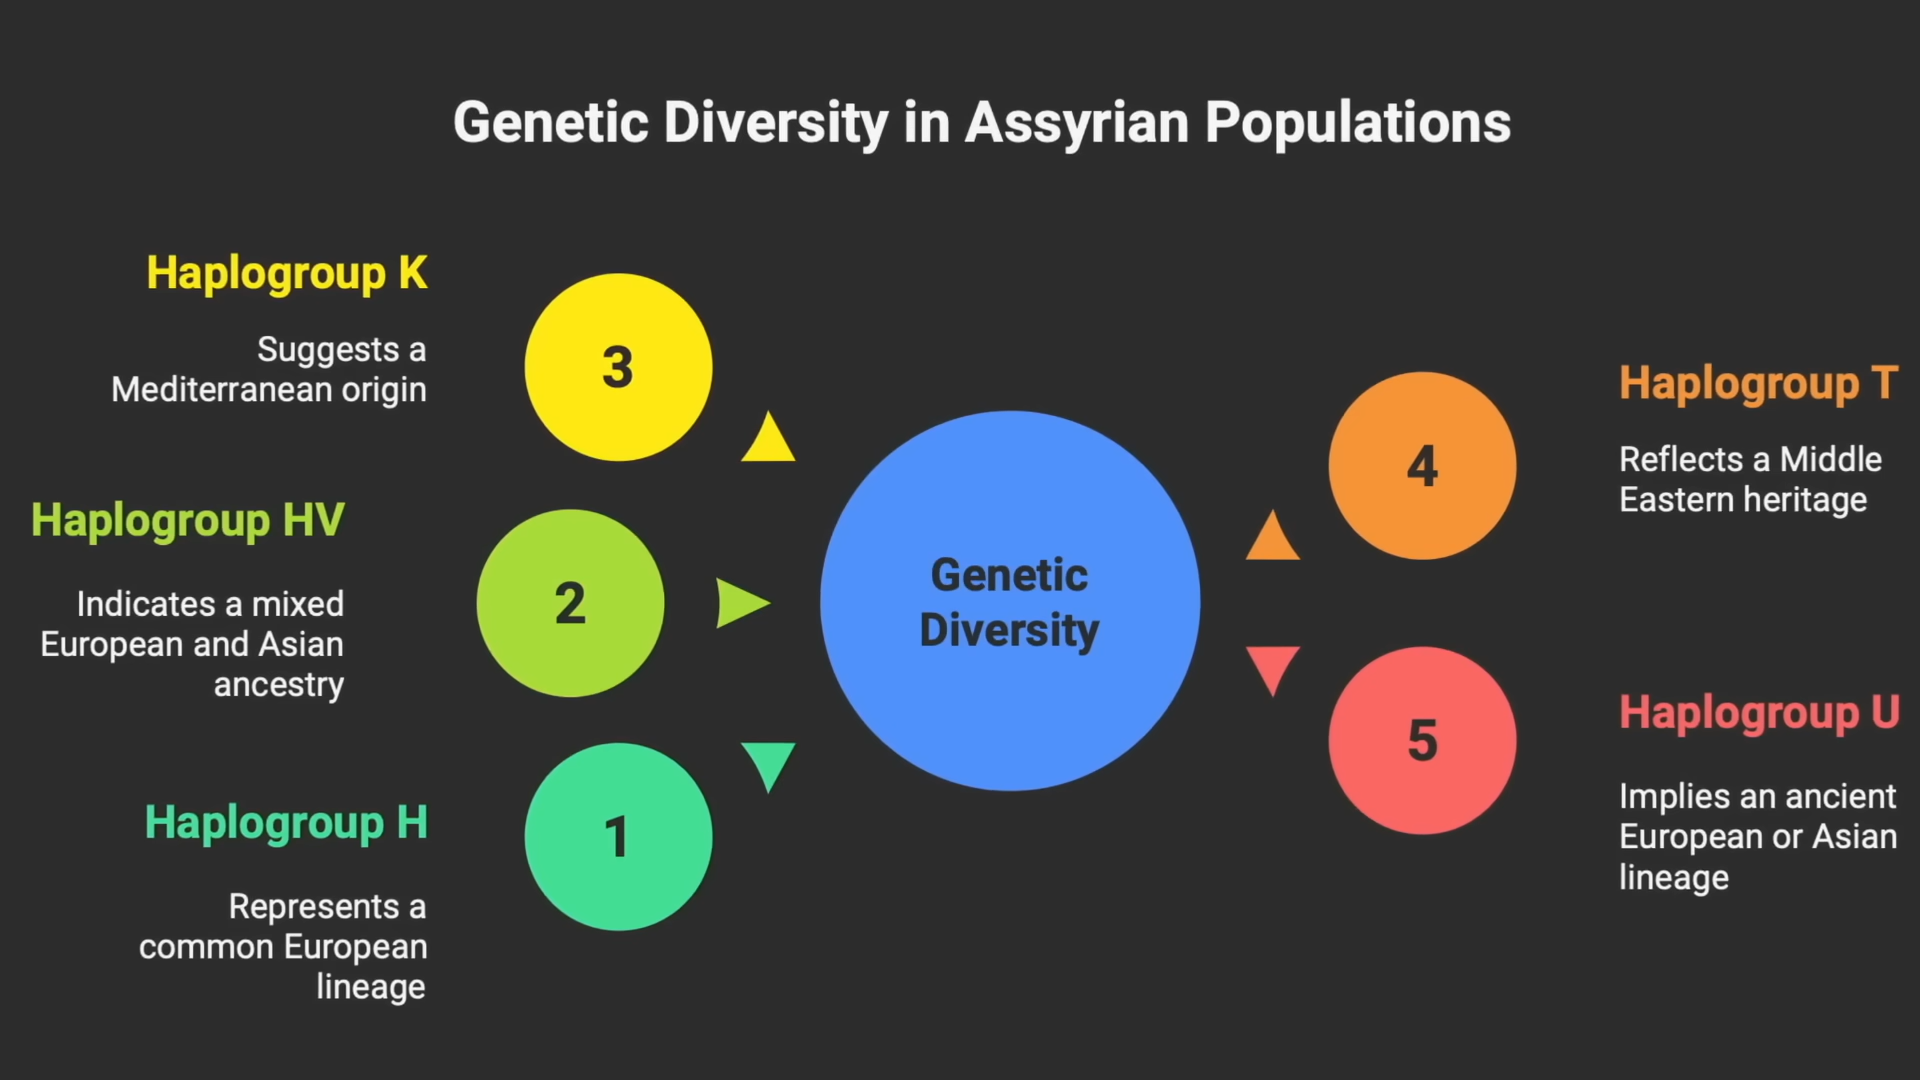 Genetic Diversity in Assyrian Populations
Haplogroup K
Suggests a
Mediterranean origin
3
Haplogroup HV
Indicates a mixed
European and Asian
ancestry
2
Haplogroup H
Represents a
common European
lineage
1
Genetic
Diversity
4
Haplogroup T
Reflects a Middle
Eastern heritage
5
Haplogroup U
Implies an ancient
European or Asian
lineage